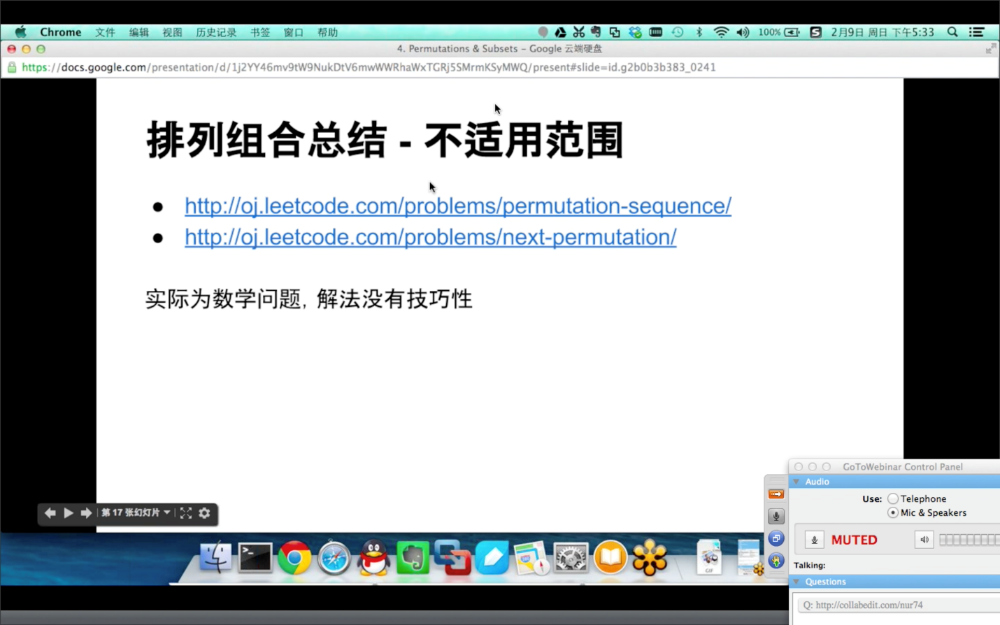 Chrome 文件 编辑 视图 历史记录 书签 窗口 帮助 100% 2月9日 周日 下午5:33
4. Permutations & Subsets - Google 云端硬盘
https://docs.google.com/presentation/d/1j2YY46mv9tW9NukDtV6mwWWRhaWxTGRj5SMrmKSyMWQ/present#slide=id.g2b0b3b383_0241
排列组合总结 - 不适用范围
● http://oj.leetcode.com/problems/permutation-sequence/
● http://oj.leetcode.com/problems/next-permutation/
实际为数学问题, 解法没有技巧性
GoToWebinar Control Panel
Audio
Use: Telephone
Mic & Speakers
第 17 张幻灯片
MUTED
Talking:
GIF
Questions
Q: http://collabedit.com/nur74